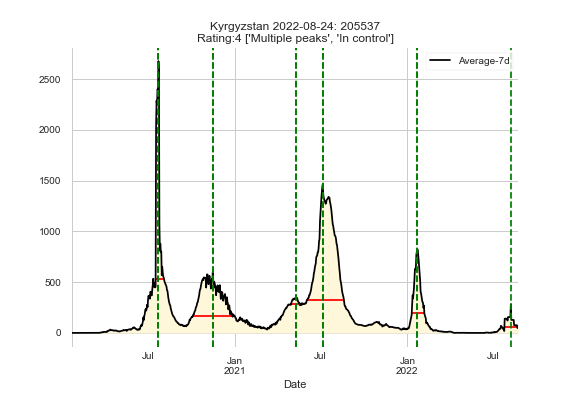 Kyrgyzstan 2022-08-24: 205537
Rating:4 ['Multiple peaks', 'In control']
Average-7d
2500
2000
1500
1000
500
0
Jul
Jan
2021
Jul
Jan
2022
Jul
Date